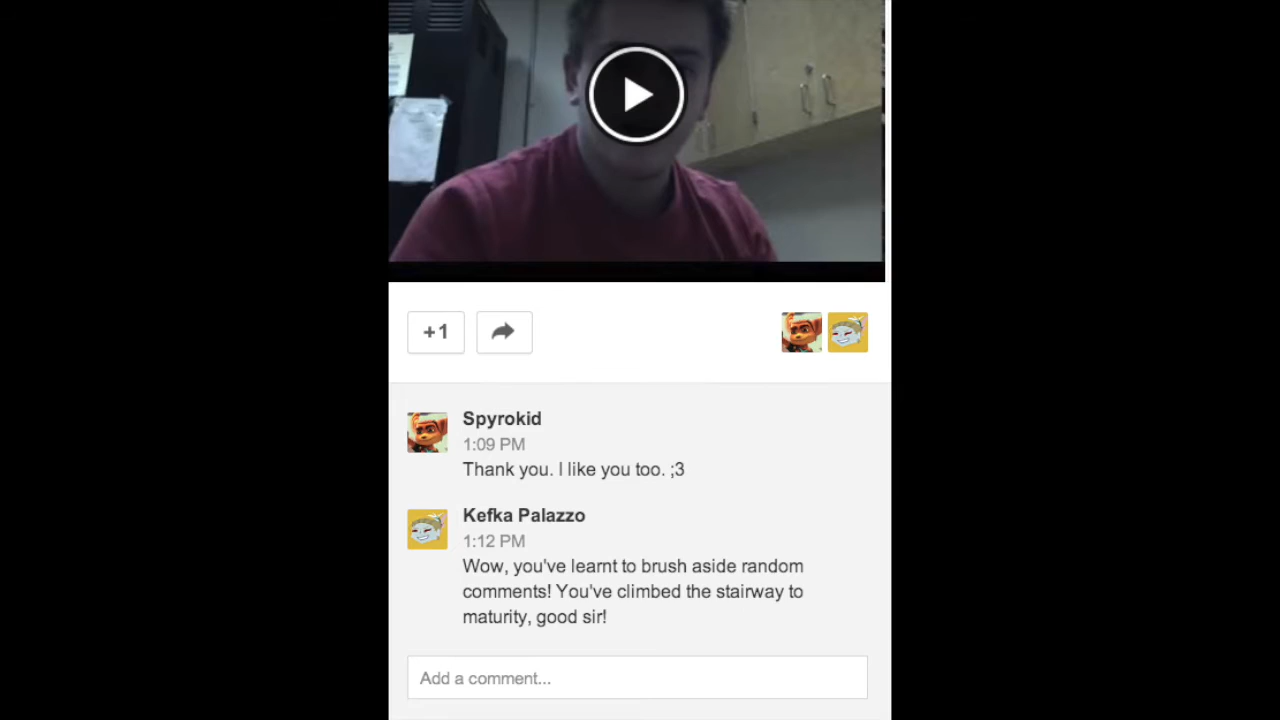 +1
Spyrokid
1:09 PM
Thank you. I like you too. ;3
Kefka Palazzo
1:12 PM
Wow, you've learnt to brush aside random
comments! You've climbed the stairway to
maturity, good sir!
Add a comment...